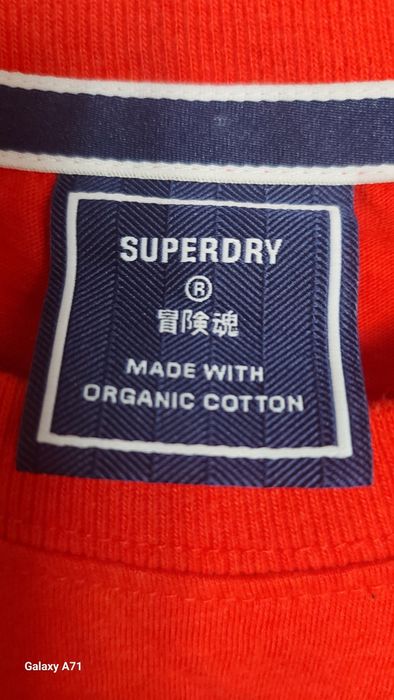 SUPERDRY
®
冒険魂
MADE WITH
ORGANIC COTTON
Galaxy A71